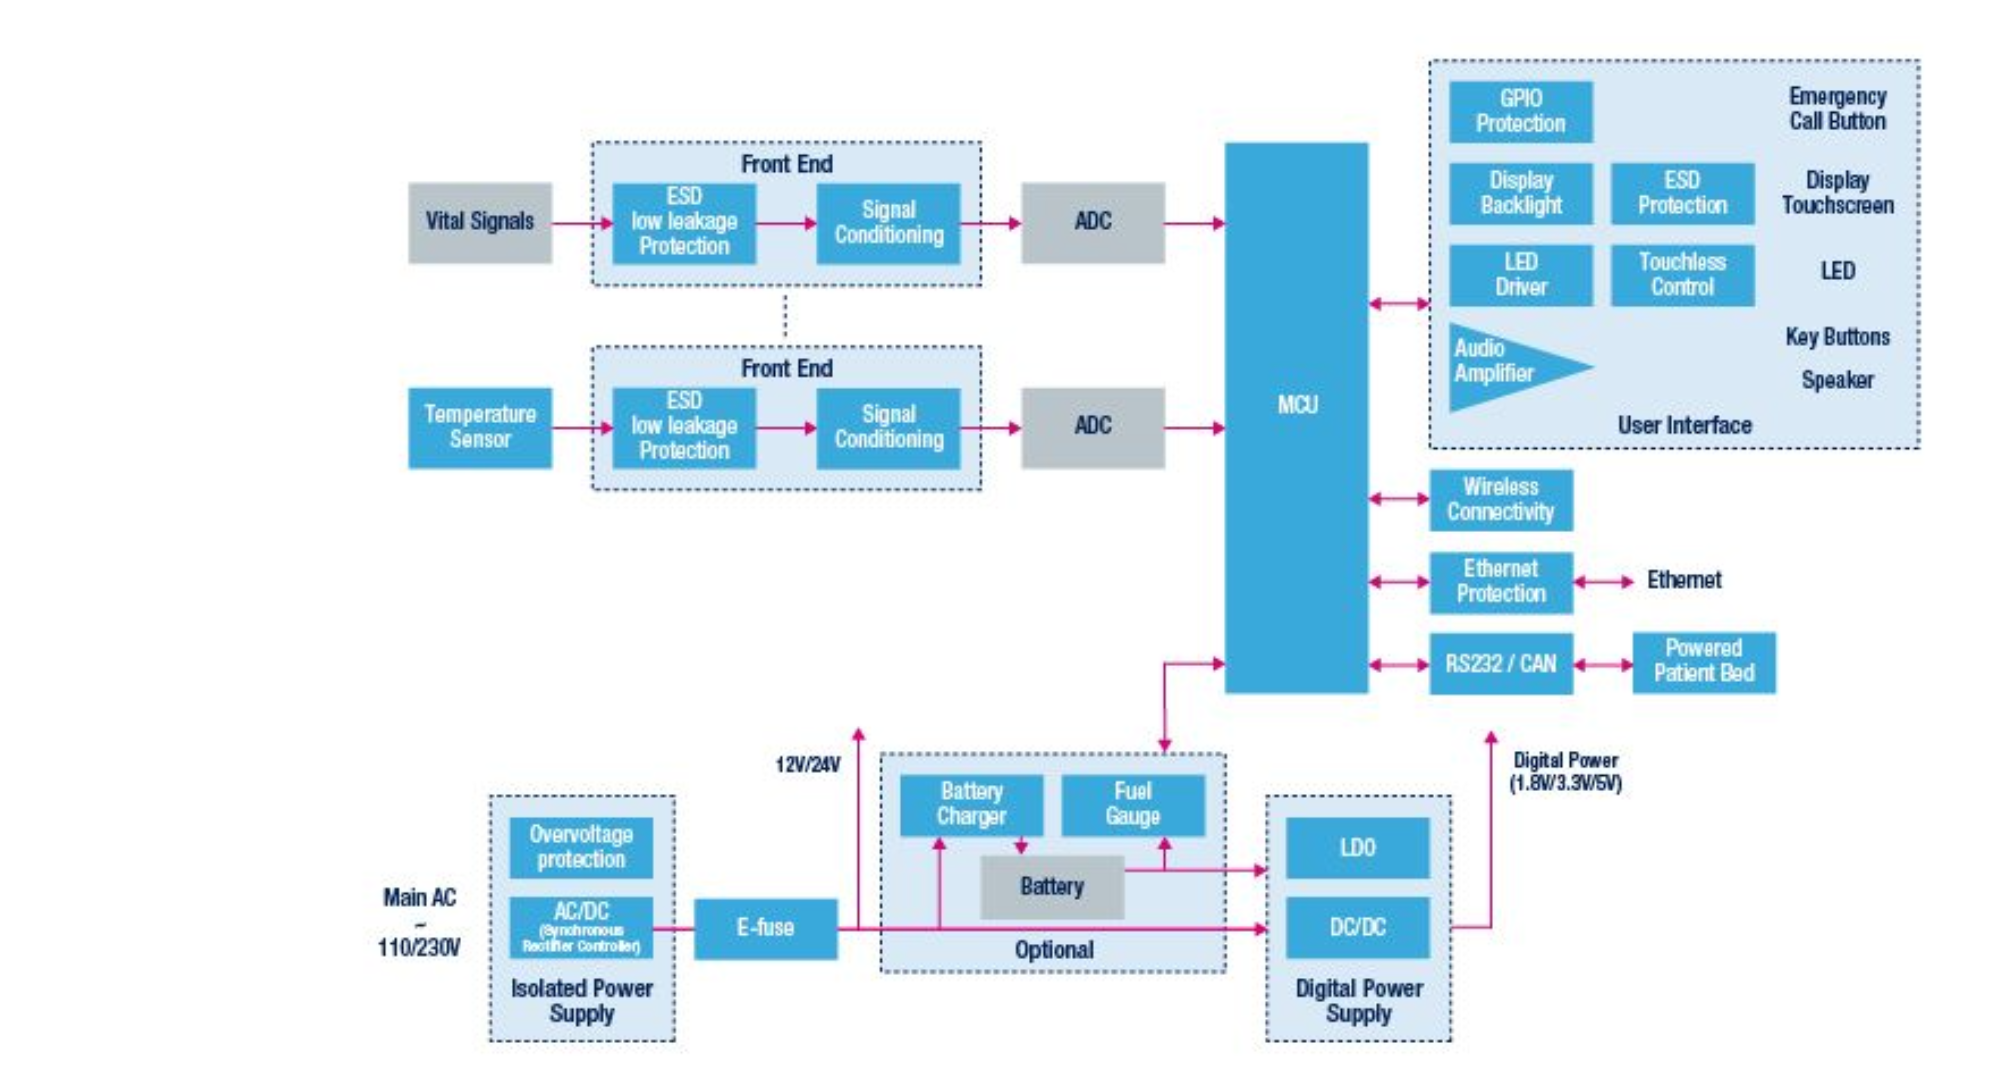 Front End
Vital Signals
ESD
low leakage
Protection
Signal
Conditioning
ADC
Front End
Temperature
Sensor
ESD
low leakage
Protection
Signal
Conditioning
ADC
MCU
GPIO
Protection
Emergency
Call Button
Display
Backlight
ESD
Protection
Display
Touchscreen
LED
Driver
Touchless
Control
LED
Audio
Amplifier
Key Buttons
Speaker
User Interface
Wireless
Connectivity
Ethernet
Protection
Ethernet
RS232 / CAN
Powered
Patient Bed
Main AC
~
110/230V
Overvoltage
protection
AC/DC
(Synchronous
Rectifier Controller)
Isolated Power
Supply
E-fuse
12V/24V
Battery
Charger
Fuel
Gauge
Battery
Optional
LDO
DC/DC
Digital Power
Supply
Digital Power
(1.8V/3.3V/5V)